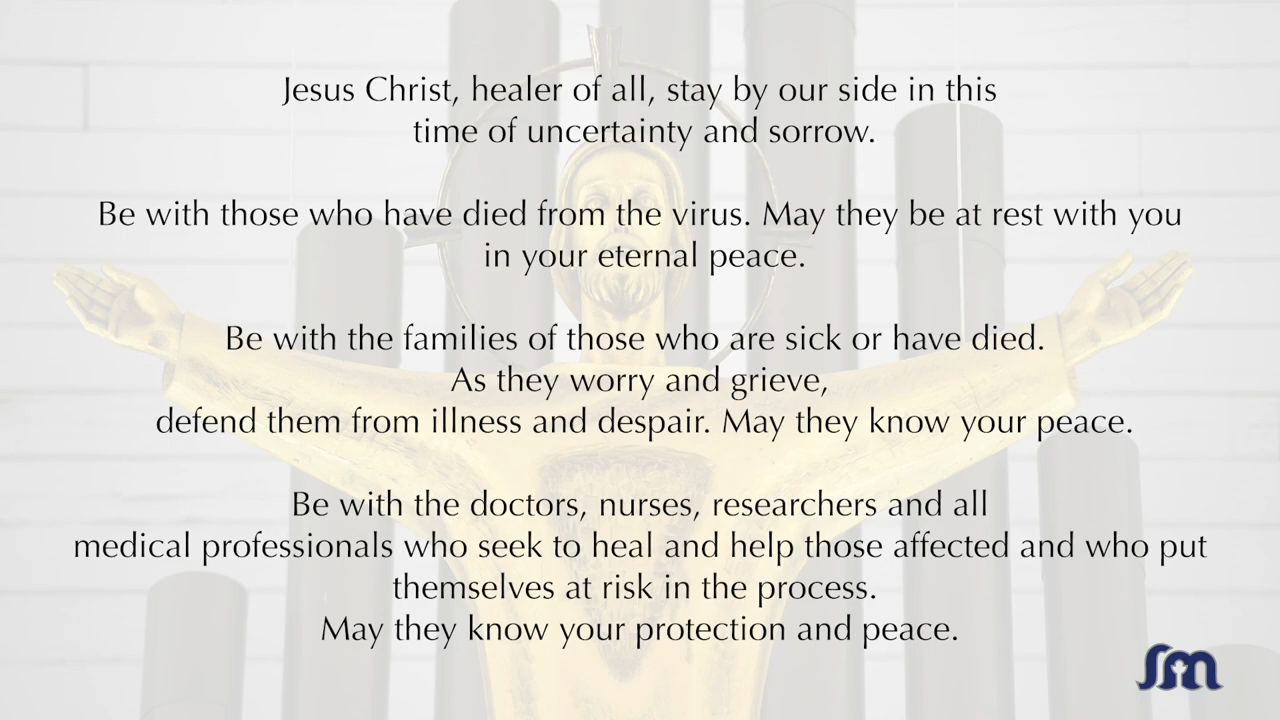 Jesus Christ, healer of all, stay by our side in this
time of uncertainty and sorrow.
Be with those who have died from the virus. May they be at rest with you
in your eternal peace.
Be with the families of those who are sick or have died.
As they worry and grieve,
defend them from illness and despair. May they know your peace.
Be with the doctors, nurses, researchers and all
medical professionals who seek to heal and help those affected and who put
themselves at risk in the process.
May they know your protection and peace.
sm